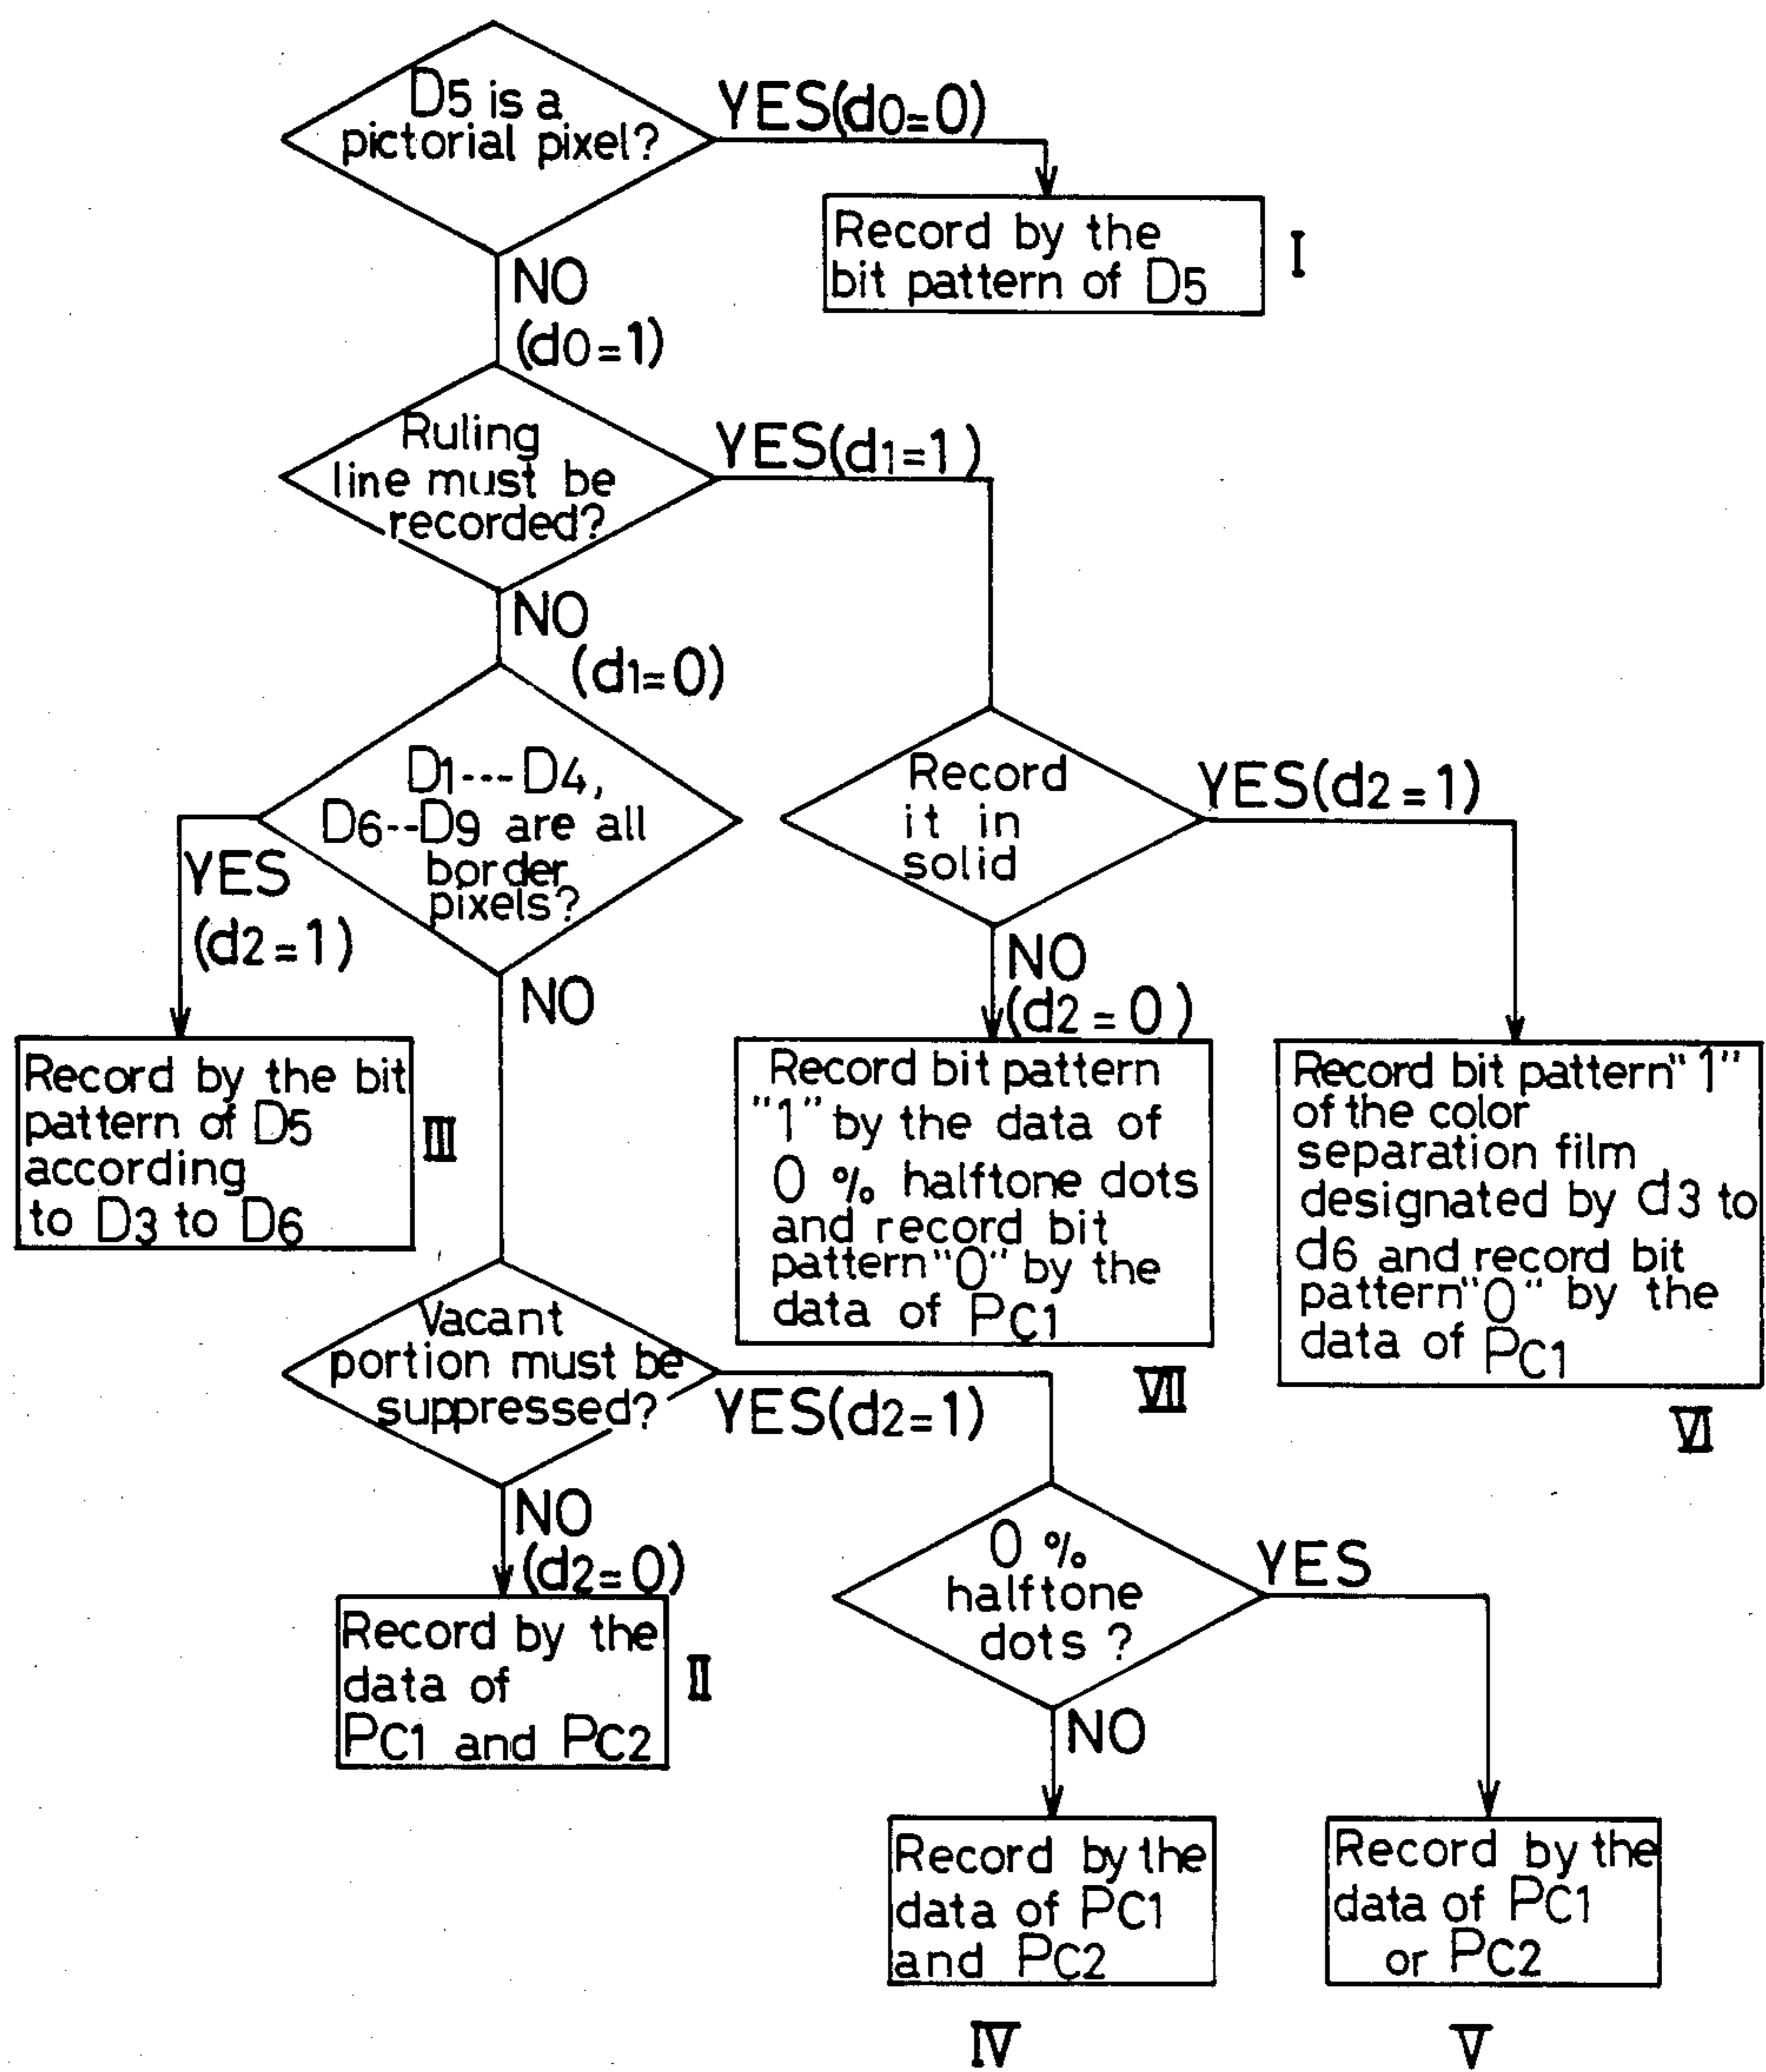 D5 is a
pictorial pixel?
YES(d0=0)
Record by the
bit pattern of D5
I
NO
(d0=1)
Ruling
line must be
recorded?
YES(d1=1)
NO
(d1=0)
D1---D4,
D6--D9 are all
border
pixels?
YES
(d2=1)
NO
Record
it in
solid
YES(d2=1)
NO
(d2=0)
Record by the bit
pattern of D5
according
to D3 to D6
III
Record bit pattern
"1" by the data of
0 % halftone dots
and record bit
pattern "0" by the
data of PC1
VII
Record bit pattern "1"
of the color
separation film
designated by d3 to
d6 and record bit
pattern "0" by the
data of PC1
VI
Vacant
portion must be
suppressed?
YES(d2=1)
NO
(d2=0)
Record by the
data of
PC1 and PC2
II
0 %
halftone
dots ?
YES
NO
Record by the
data of PC1
and PC2
IV
Record by the
data of PC1
or PC2
V